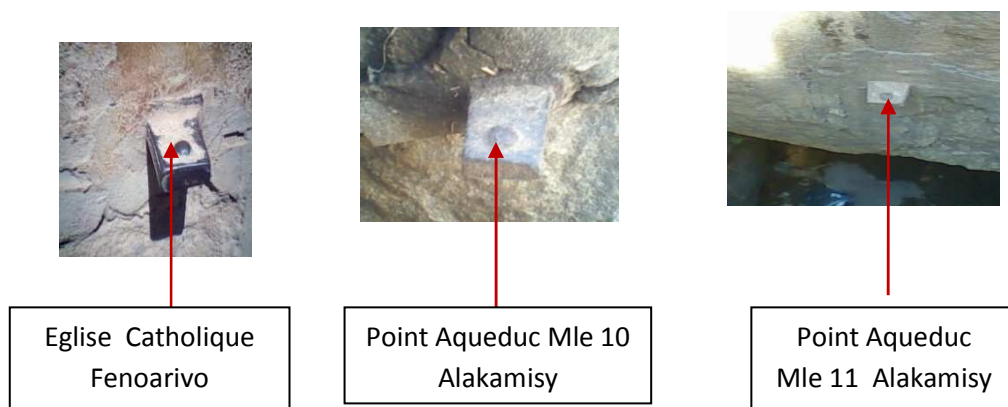 Eglise Catholique
Fenoarivo
Point Aqueduc Mle 10
Alakamisy
Point Aqueduc
Mle 11 Alakamisy